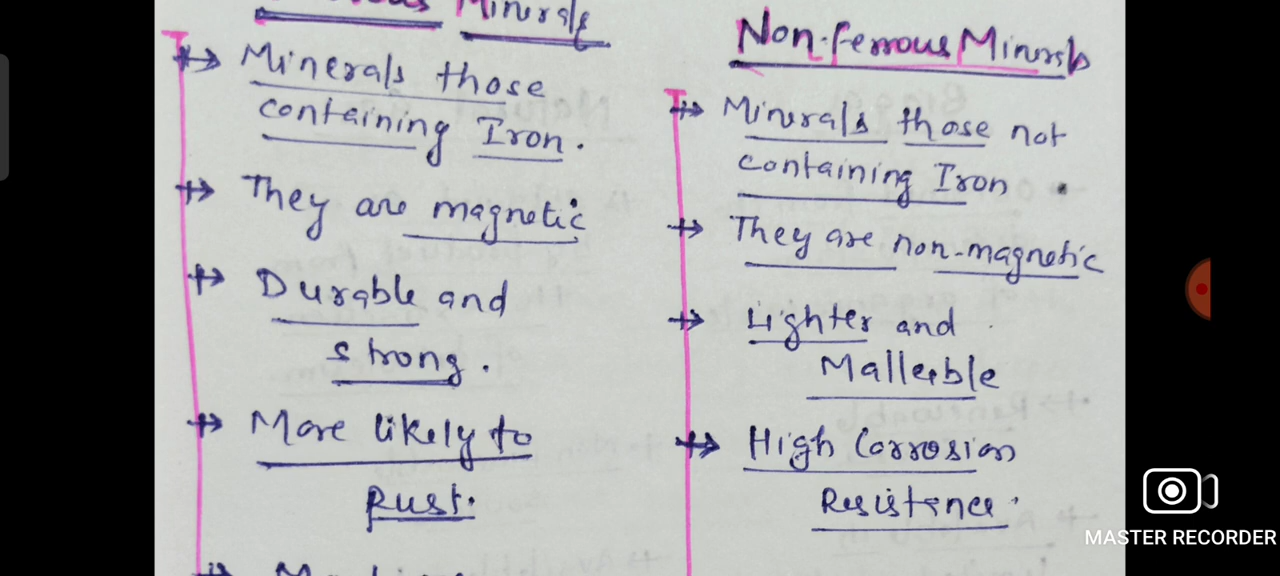 Minerals
Minerals those
containing Iron.
They are magnetic
Durable and
strong.
More likely to
Rust.
Non-ferrous Minerals
Minerals those not
containing Iron
They are non-magnetic
Lighter and
Malleable
High Corrosion
Resistence.
MASTER RECORDER